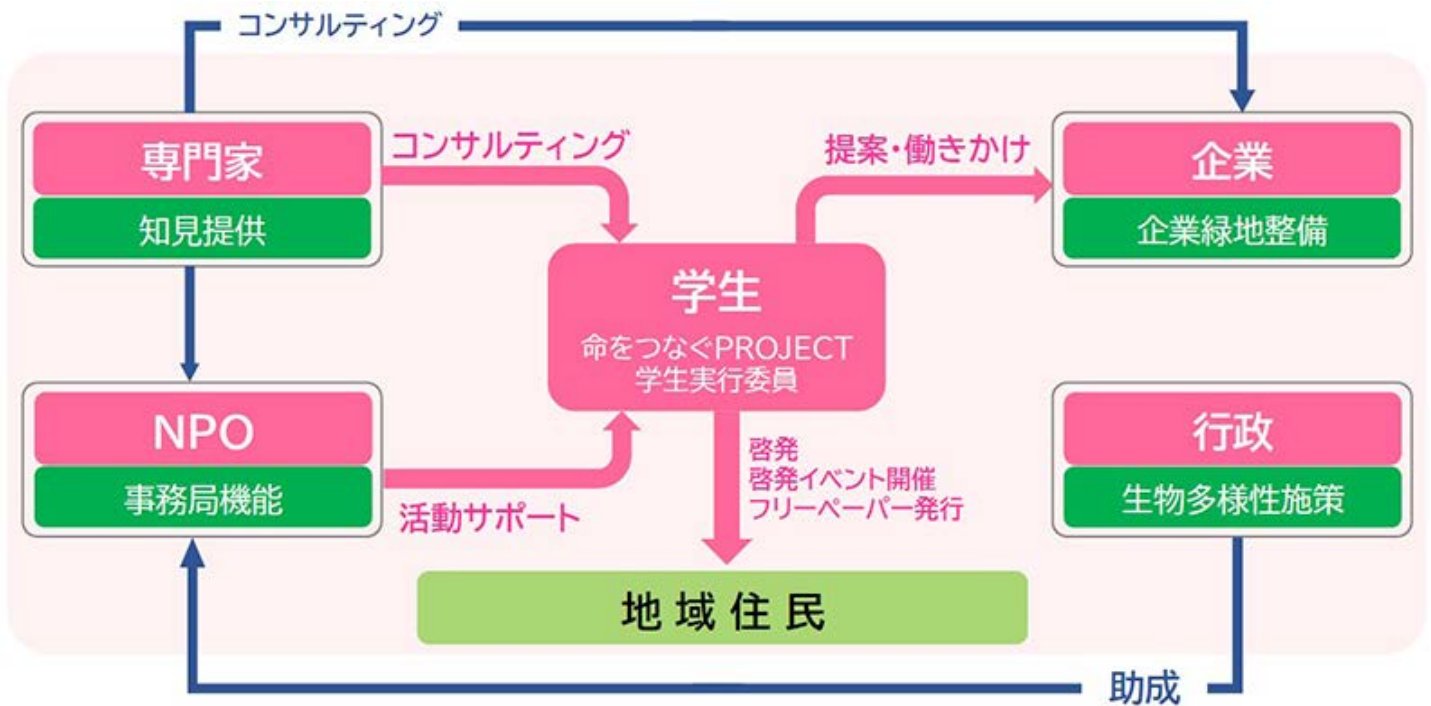 コンサルティング
専門家
知見提供
コンサルティング
提案・働きかけ
企業
企業緑地整備
学生
命をつなぐPROJECT
学生実行委員
NPO
事務局機能
活動サポート
啓発
啓発イベント開催
フリーペーパー発行
行政
生物多様性施策
地域住民
助成